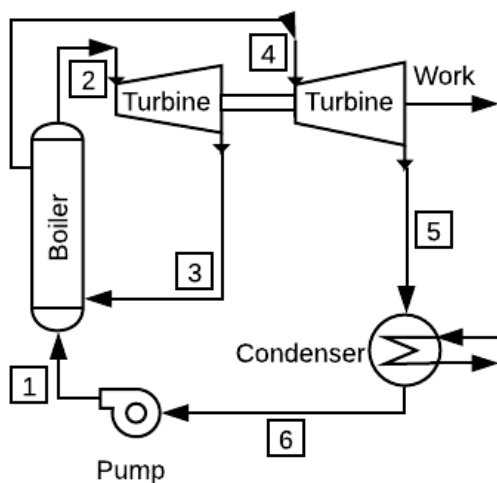 4
2
Work
Turbine
Turbine
Boiler
5
3
Condenser
1
6
Pump